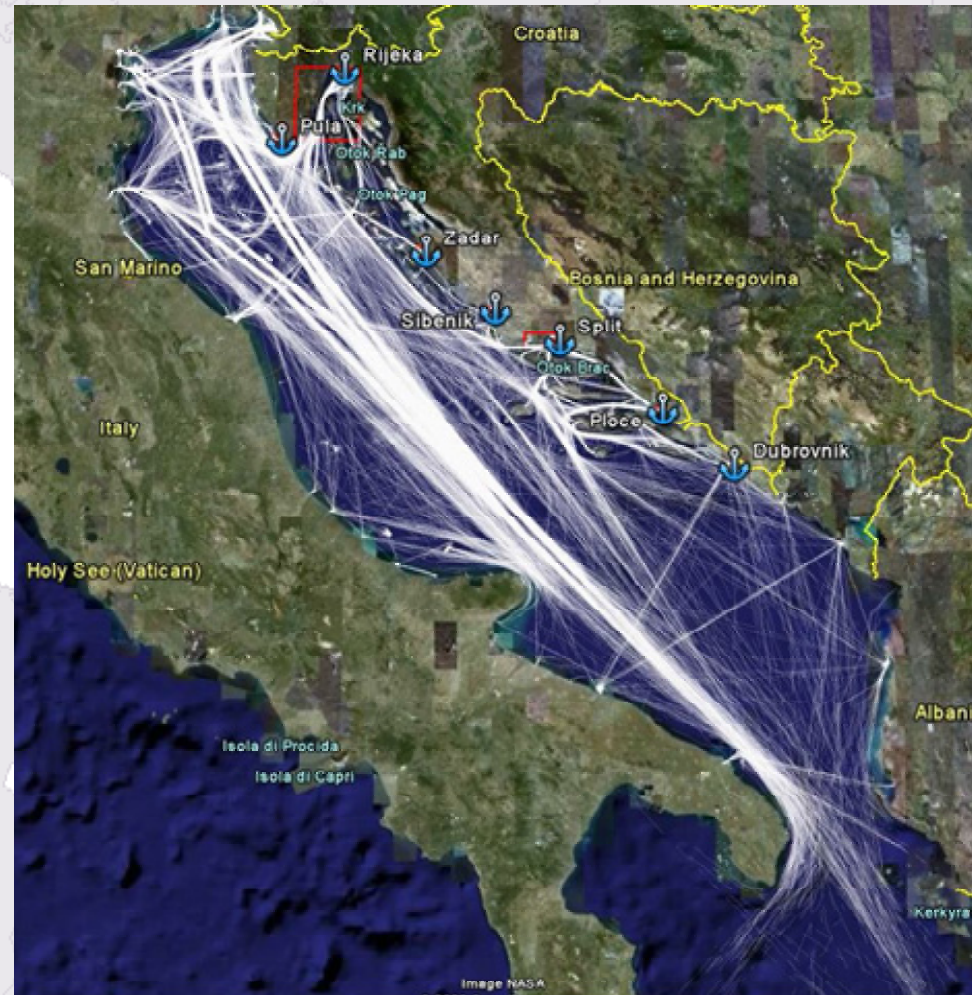 Croatia
Rijeka
Krk
Pula
Otok Rab
Otok Pag
Zadar
San Marino
Bosnia and Herzegovina
Sibenik
Split
Otok Brac
Ploce
Italy
Dubrovnik
Holy See (Vatican)
Albani
Isola di Procida
Isola di Capri
Kerkyra
Image NASA